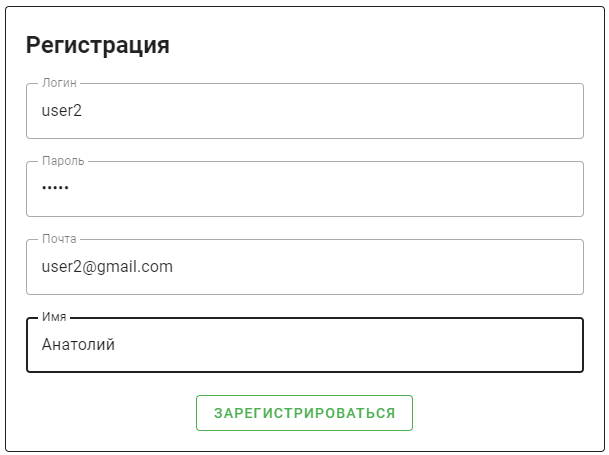 Регистрация
Логин
user2
Пароль
•••••
Почта
user2@gmail.com
Имя
Анатолий
ЗАРЕГИСТРИРОВАТЬСЯ